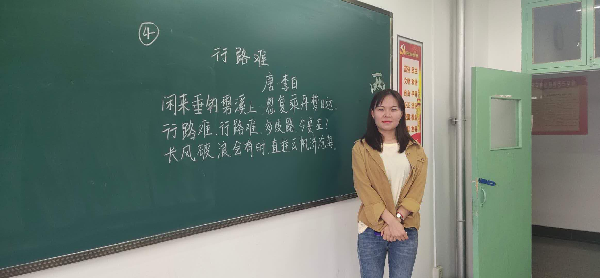 ④
行路难
唐 李白
闲来垂钓碧溪上 忽复乘舟梦日边.
行路难.行路难 多歧路 今安在?
长风破浪会有时.直挂云帆济沧海.
两